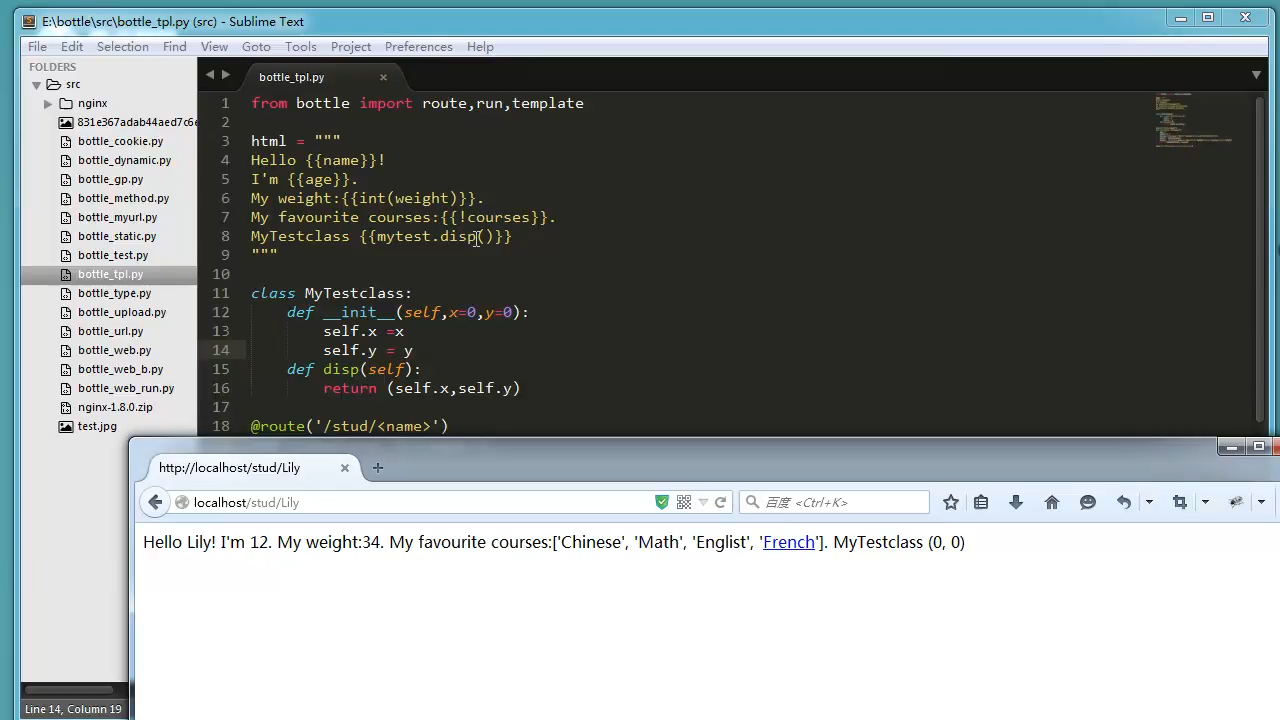 E:\bottle\src\bottle_tpl.py (src) - Sublime Text
File Edit Selection Find View Goto Tools Project Preferences Help
FOLDERS
src
nginx
831e367adab44aed7c6e
bottle_cookie.py
bottle_dynamic.py
bottle_gp.py
bottle_method.py
bottle_myurl.py
bottle_static.py
bottle_test.py
bottle_tpl.py
bottle_type.py
bottle_upload.py
bottle_url.py
bottle_web.py
bottle_web_b.py
bottle_web_run.py
nginx-1.8.0.zip
test.jpg
bottle_tpl.py
1 from bottle import route,run,template
2
3 html = """
4 Hello {{name}}!
5 I'm {{age}}.
6 My weight:{{int(weight)}}.
7 My favourite courses:{{!courses}}.
8 MyTestclass {{mytest.disp()}}
9 """
10
11 class MyTestclass:
12 def __init__(self,x=0,y=0):
13 self.x =x
14 self.y = y
15 def disp(self):
16 return (self.x,self.y)
17
18 @route('/stud/<name>')
http://localhost/stud/Lily
localhost/stud/Lily
百度 <Ctrl+K>
Hello Lily! I'm 12. My weight:34. My favourite courses:['Chinese', 'Math', 'Englist', 'French']. MyTestclass (0, 0)
Line 14, Column 19